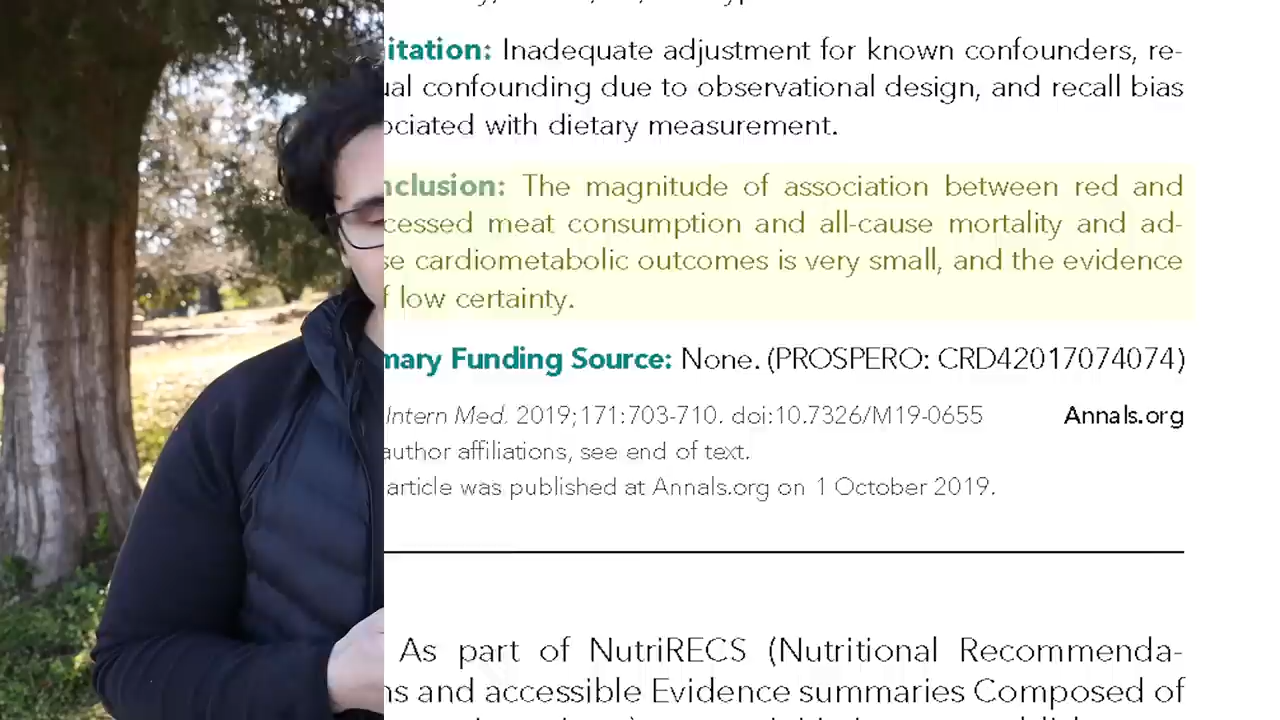 itation: Inadequate adjustment for known confounders, re-
ual confounding due to observational design, and recall bias
ociated with dietary measurement.
nclusion: The magnitude of association between red and
cessed meat consumption and all-cause mortality and ad-
se cardiometabolic outcomes is very small, and the evidence
f low certainty.
mary Funding Source: None. (PROSPERO: CRD42017074074)
Intern Med. 2019;171:703-710. doi:10.7326/M19-0655 Annals.org
author affiliations, see end of text.
article was published at Annals.org on 1 October 2019.
As part of NutriRECS (Nutritional Recommenda-
ns and accessible Evidence summaries Composed of